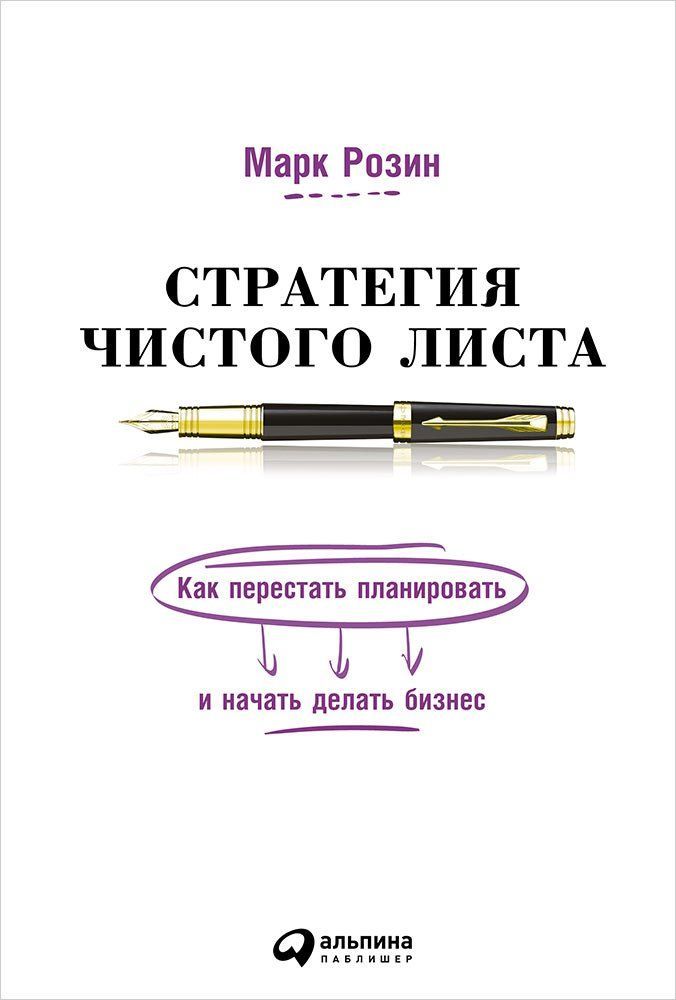 Марк Розин
СТРАТЕГИЯ
ЧИСТОГО ЛИСТА
Как перестать планировать
и начать делать бизнес
альпина
ПАБЛИШЕР